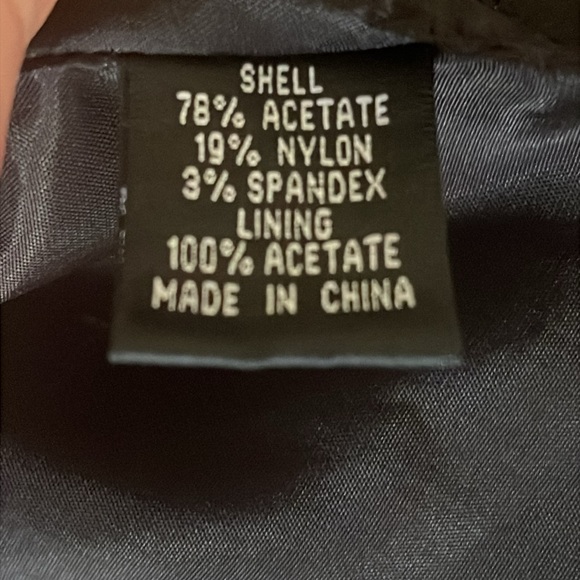 SHELL
78% ACETATE
19% NYLON
3% SPANDEX
LINING
100% ACETATE
MADE IN CHINA